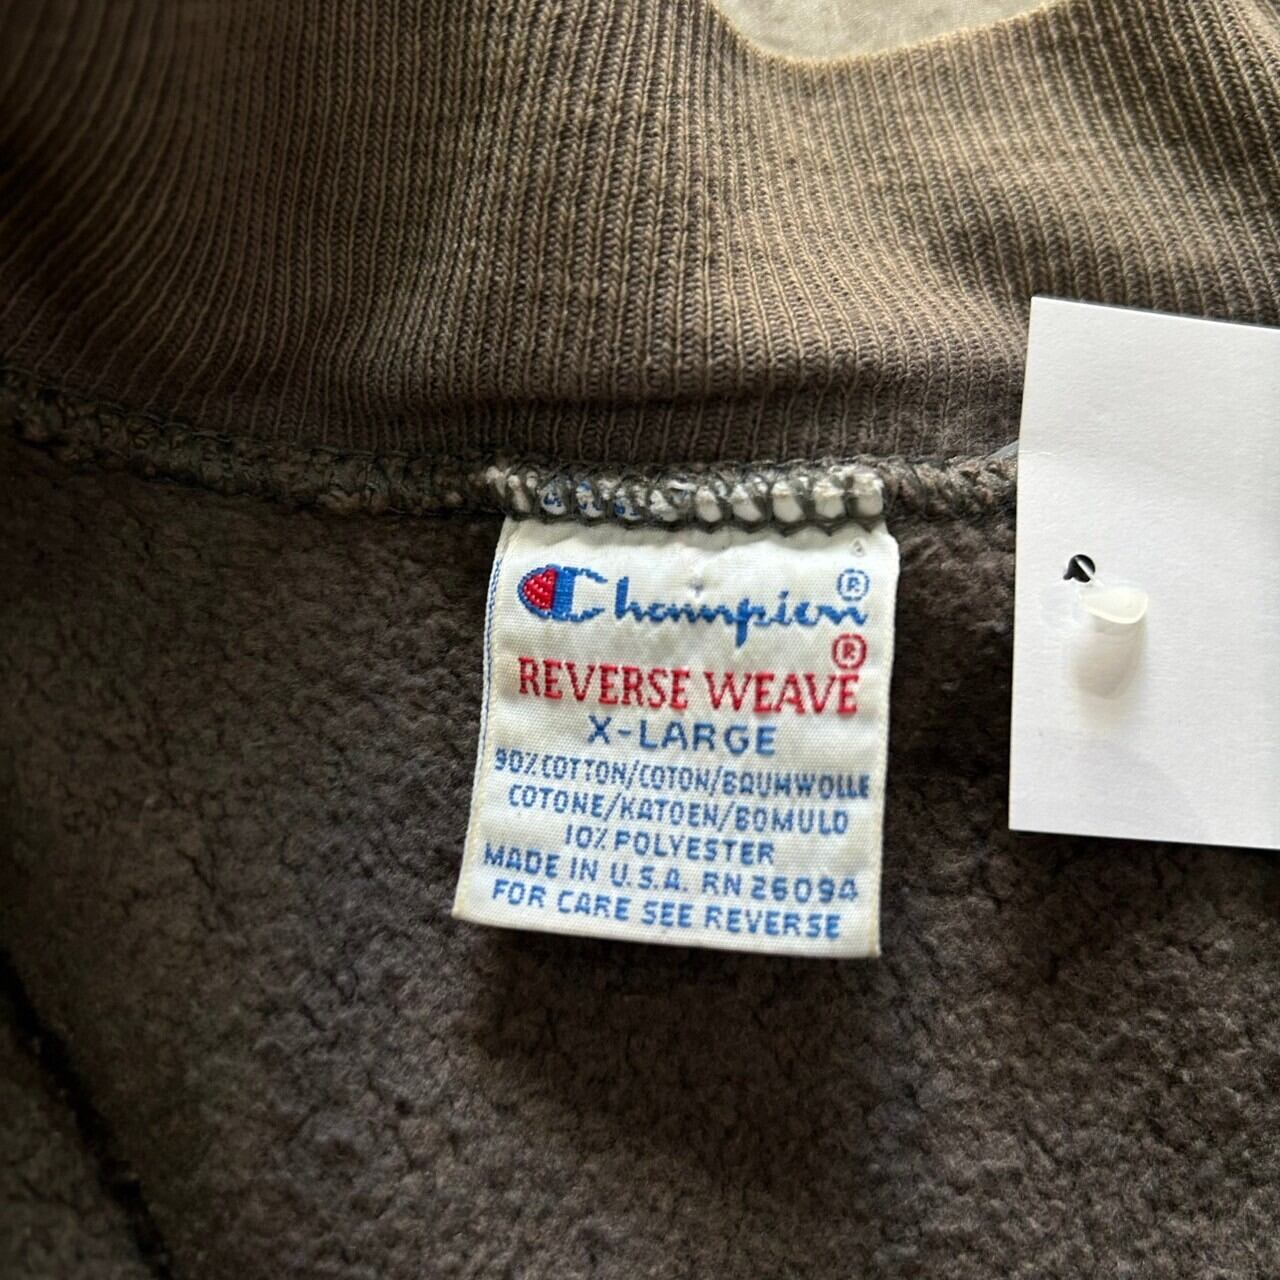 Champion®
REVERSE WEAVE®
X-LARGE
90% COTTON/COTON/BAUMWOLLE
COTONE/KATOEN/BOMULD
10% POLYESTER
MADE IN U.S.A. RN 26094
FOR CARE SEE REVERSE